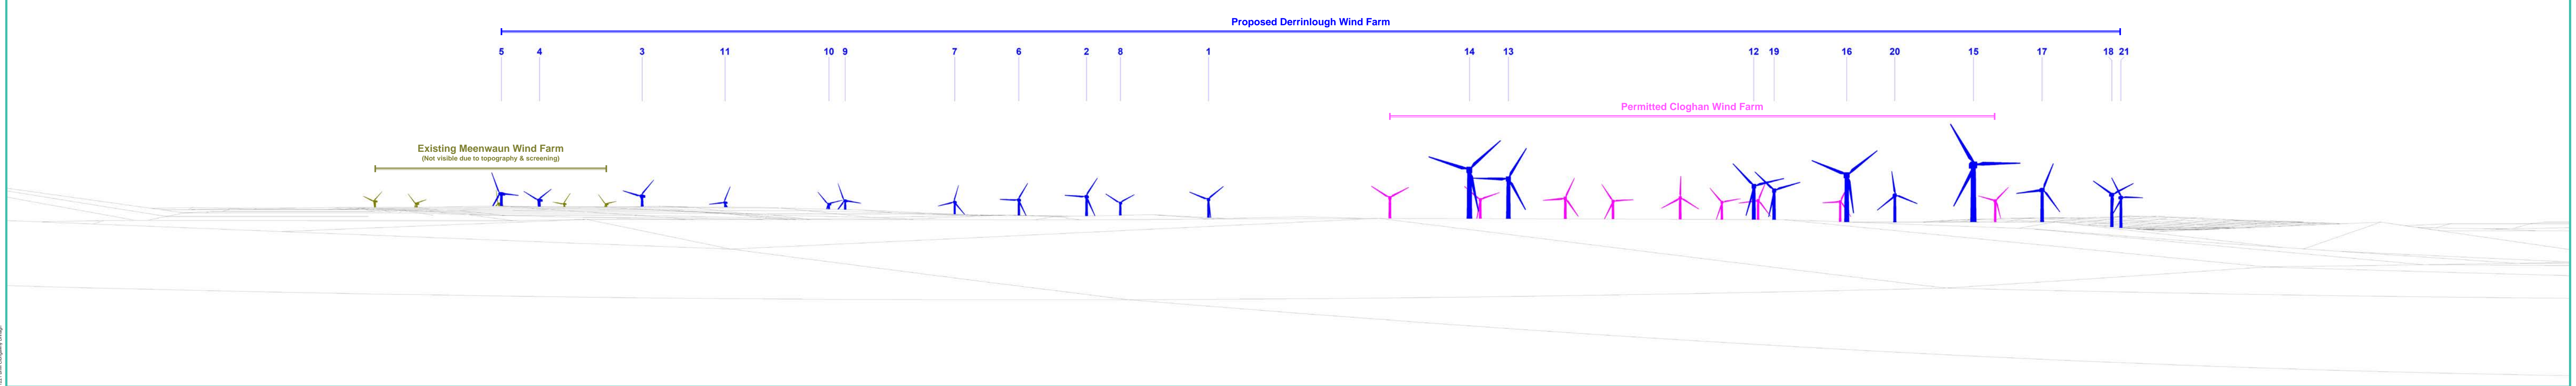 Proposed Derrinlough Wind Farm
5 4 3 11 10 9 7 6 2 8 1 14 13 12 19 16 20 15 17 18 21
Permitted Cloghan Wind Farm
Existing Meenwaun Wind Farm
(Not visible due to topography & screening)